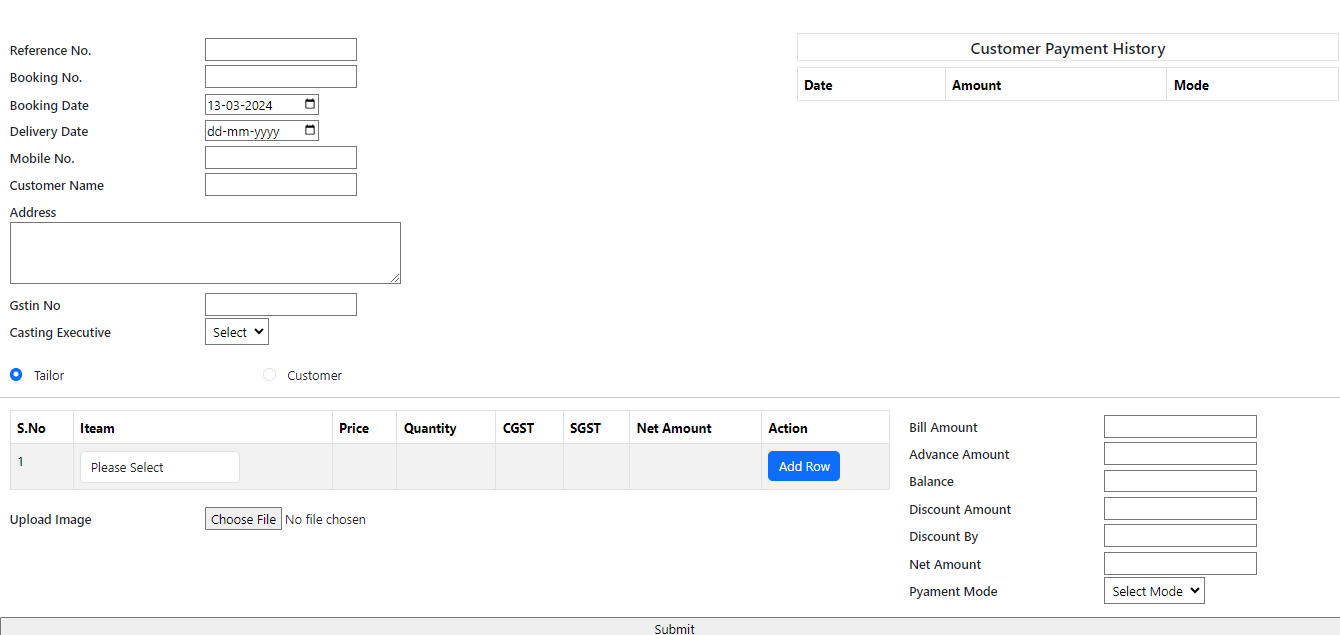 Reference No.
Booking No.
Booking Date 13-03-2024
Delivery Date dd-mm-yyyy
Mobile No.
Customer Name
Address
Gstin No
Casting Executive Select
Tailor Customer
Customer Payment History
Date Amount Mode
S.No Iteam Price Quantity CGST SGST Net Amount Action
1 Please Select Add Row
Upload Image Choose File No file chosen
Bill Amount
Advance Amount
Balance
Discount Amount
Discount By
Net Amount
Pyament Mode Select Mode
Submit